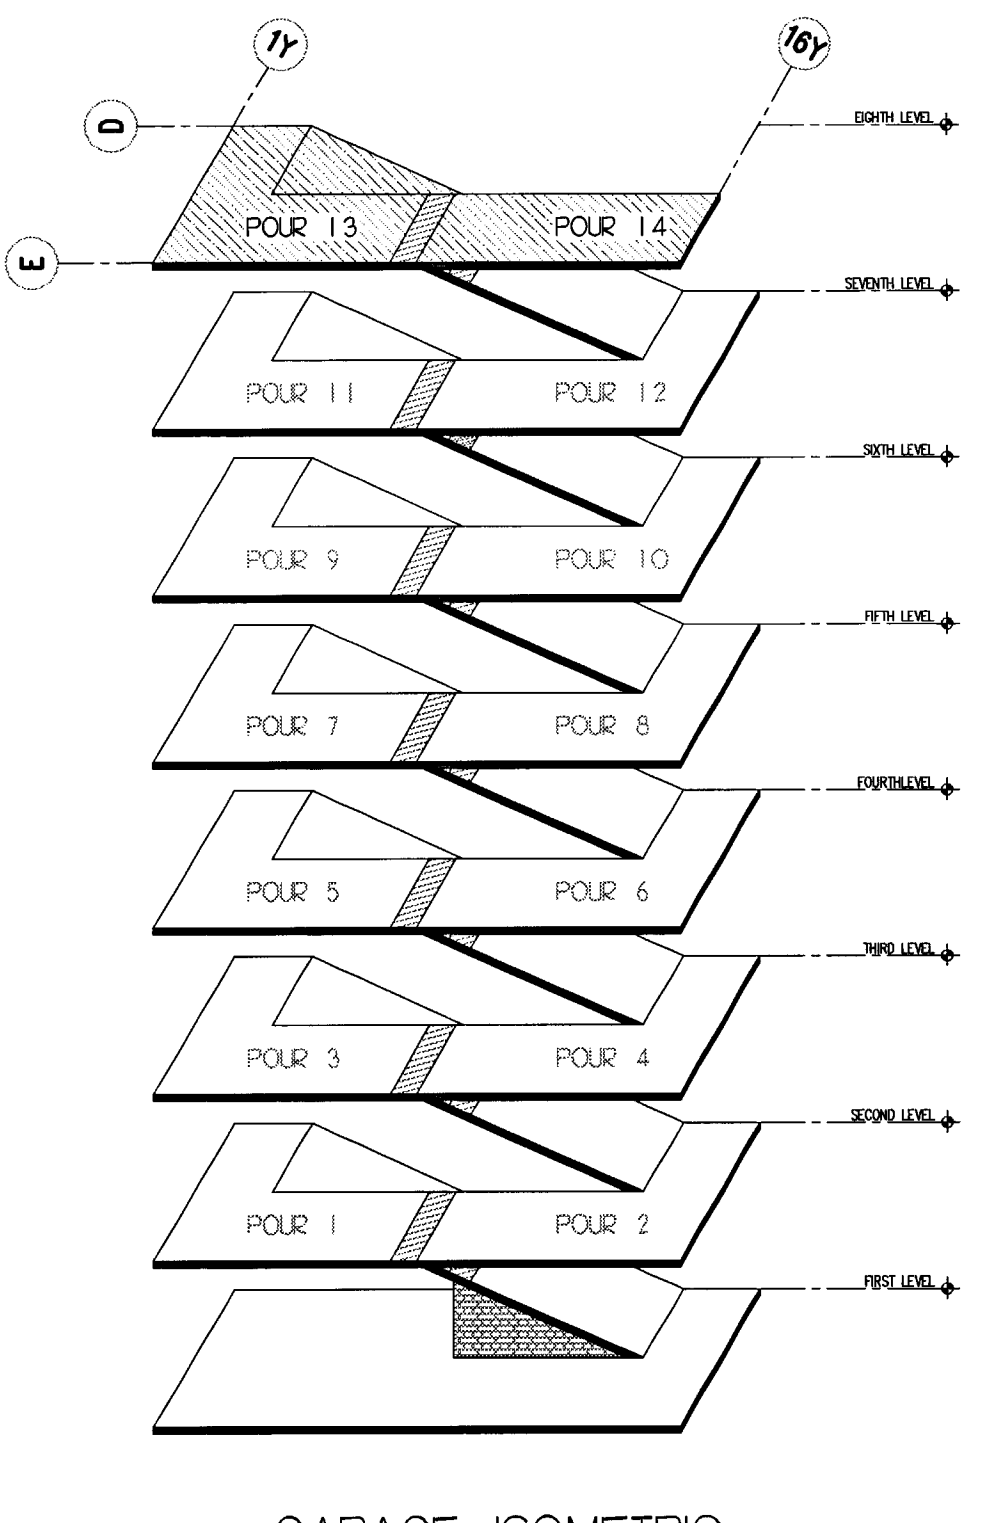 1Y
16Y
D
EIGHTH LEVEL
POUR 13
POUR 14
E
SEVENTH LEVEL
POUR 11
POUR 12
SIXTH LEVEL
POUR 9
POUR 10
FIFTH LEVEL
POUR 7
POUR 8
FOURTHLEVEL
POUR 5
POUR 6
THIRD LEVEL
POUR 3
POUR 4
SECOND LEVEL
POUR 1
POUR 2
FIRST LEVEL
GARAGE ISOMETRIC